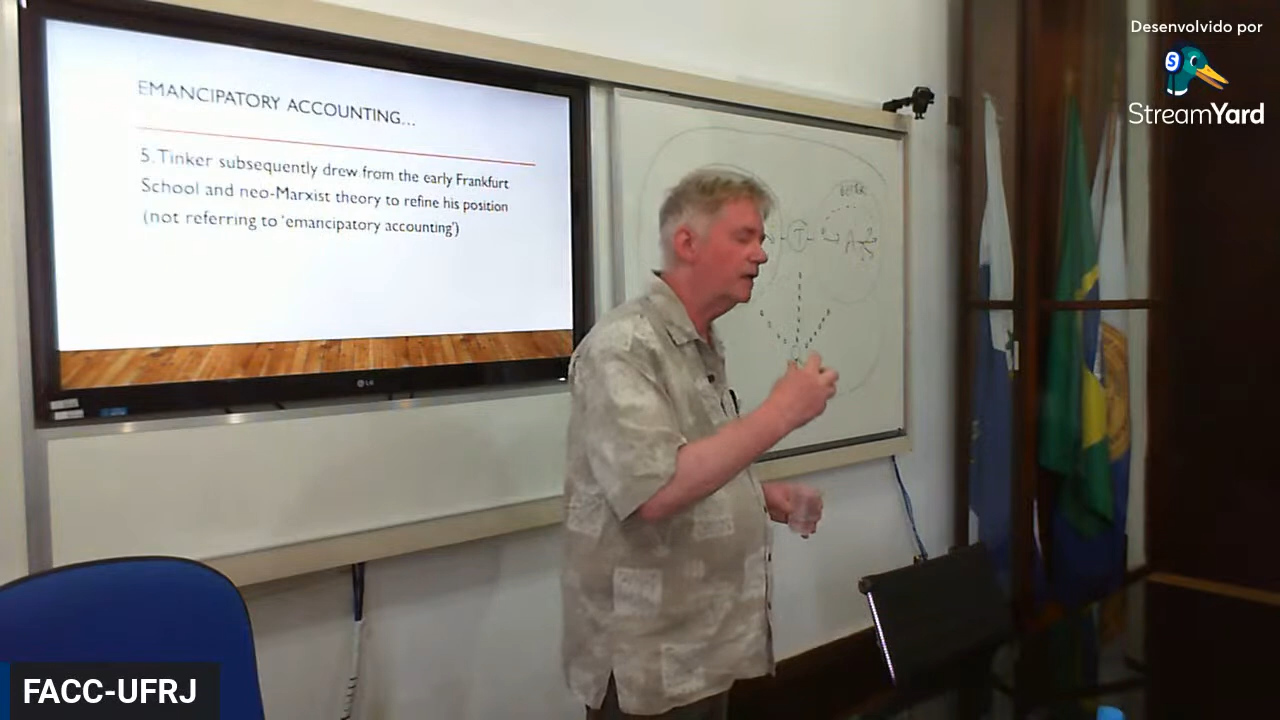 EMANCIPATORY ACCOUNTING...
5. Tinker subsequently drew from the early Frankfurt
School and neo-Marxist theory to refine his position
(not referring to 'emancipatory accounting')
LG
T
Desenvolvido por
S
StreamYard
FACC-UFRJ